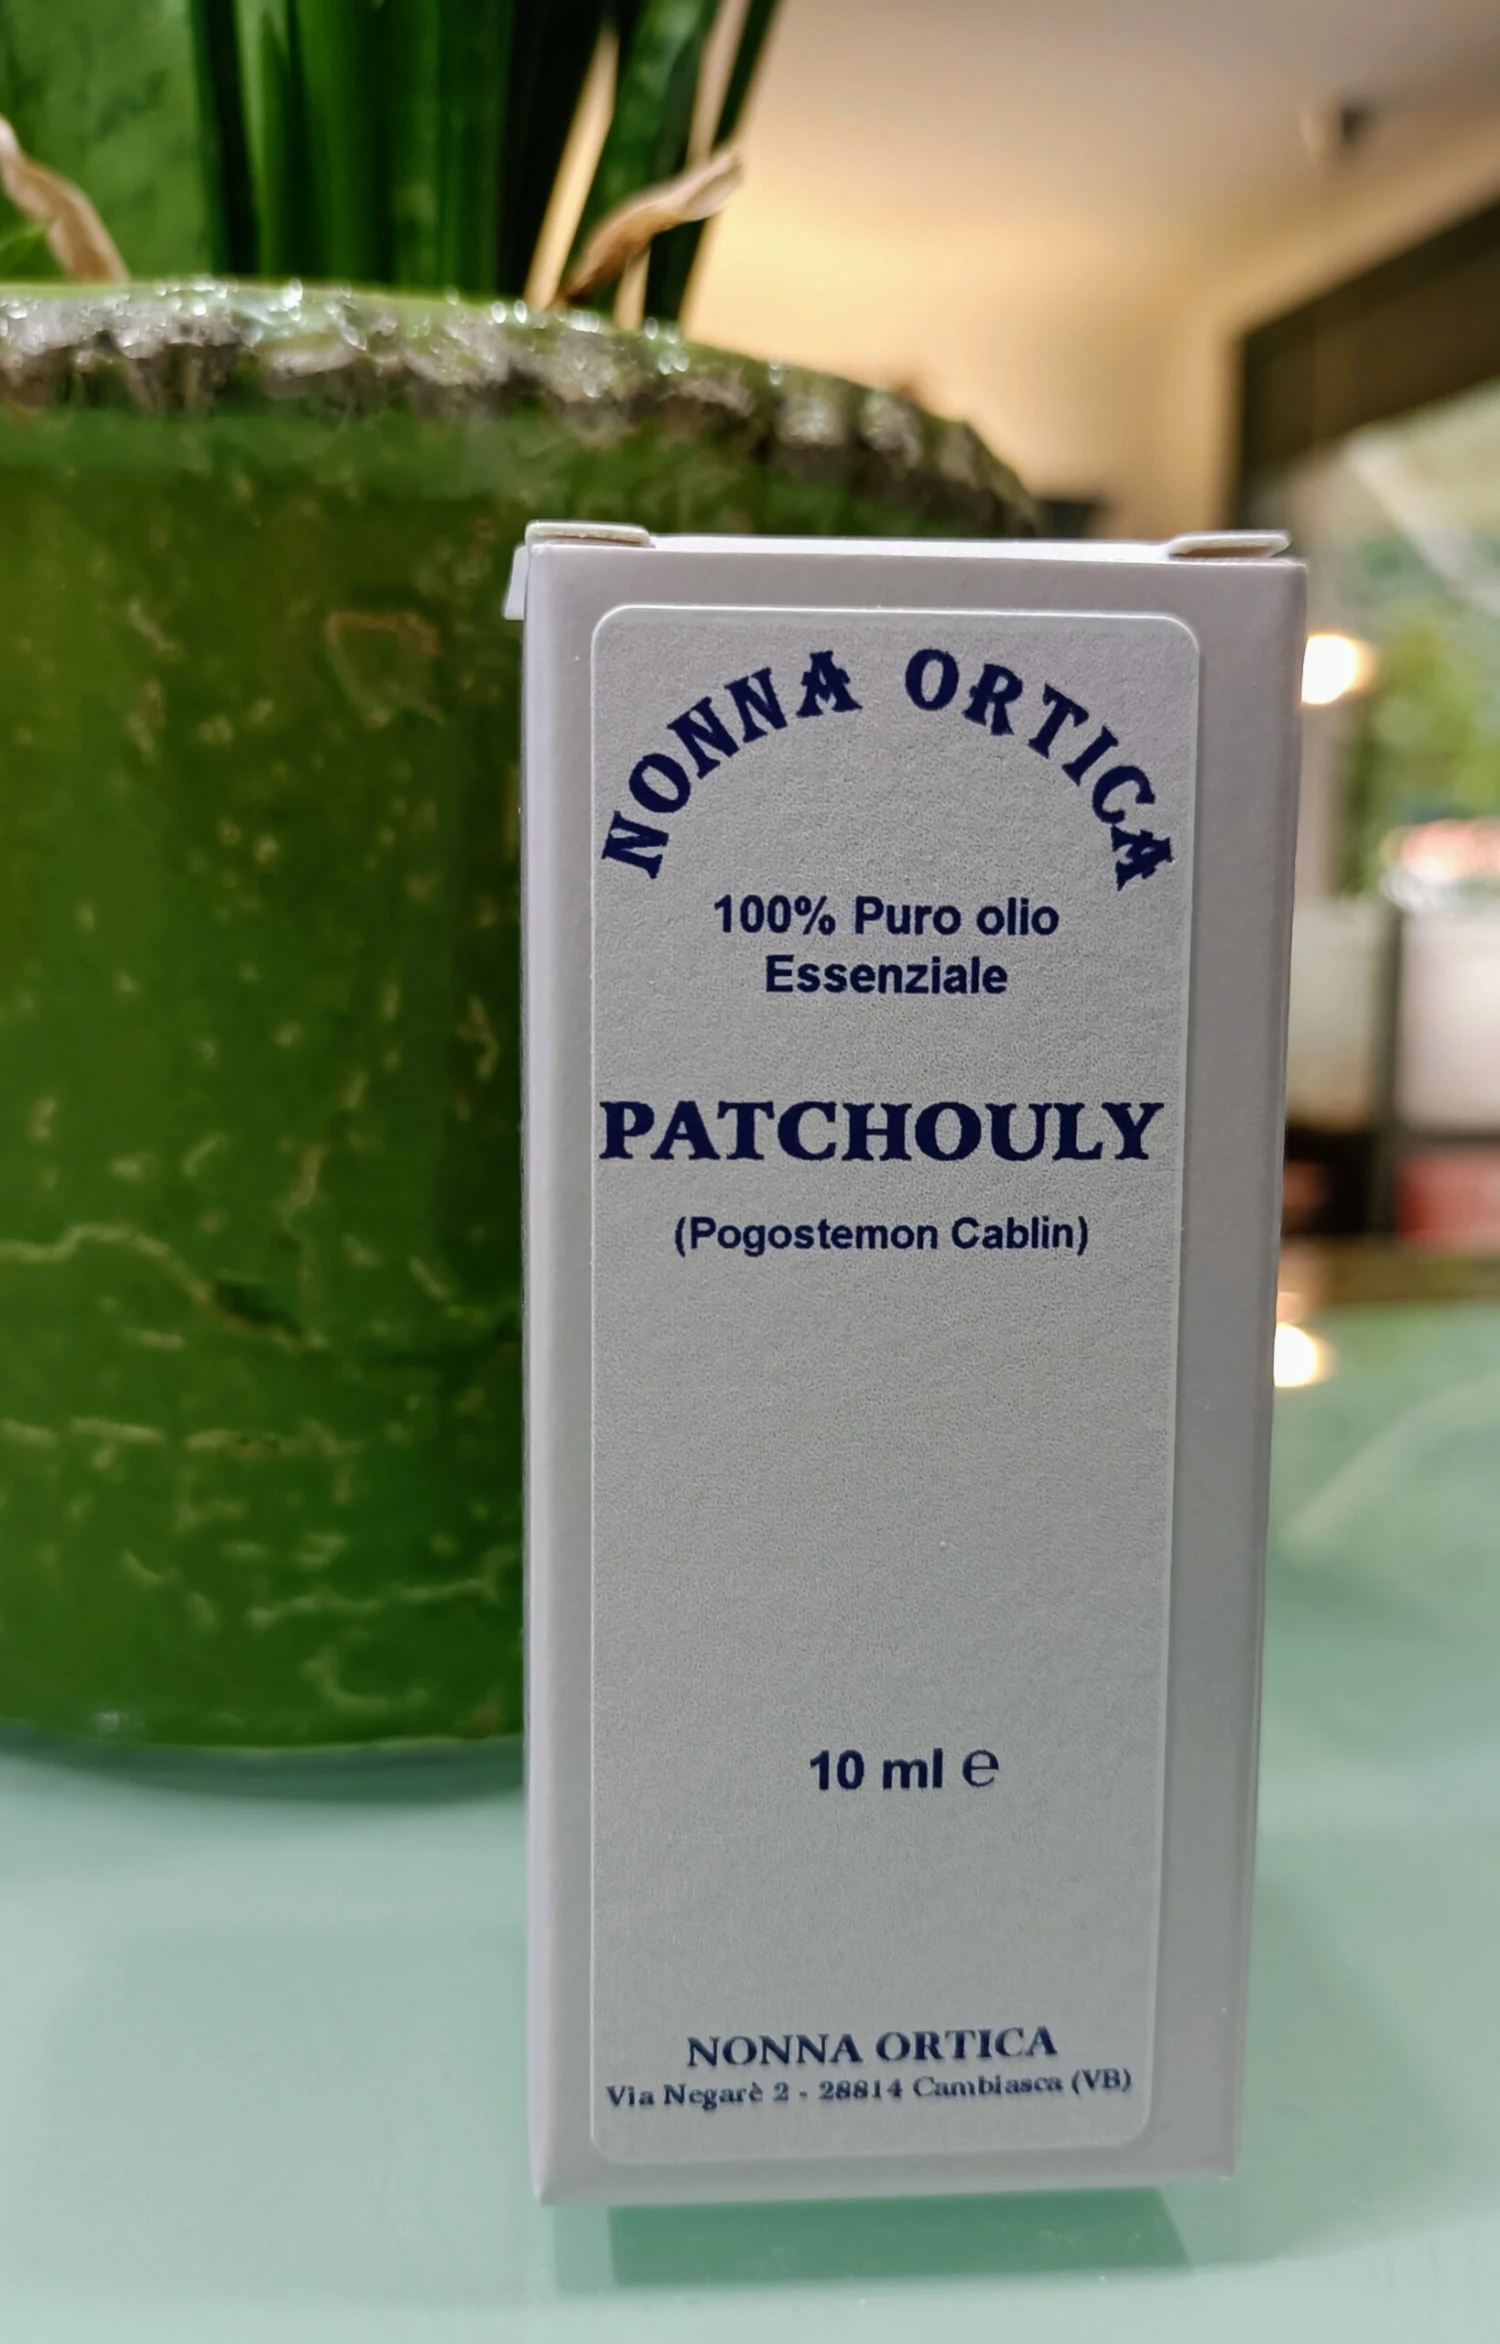 NONNA ORTICA
100% Puro olio
Essenziale
PATCHOULY
(Pogostemon Cablin)
10 ml ℮
NONNA ORTICA
Via Negarè 2 - 28814 Cambiasca (VB)